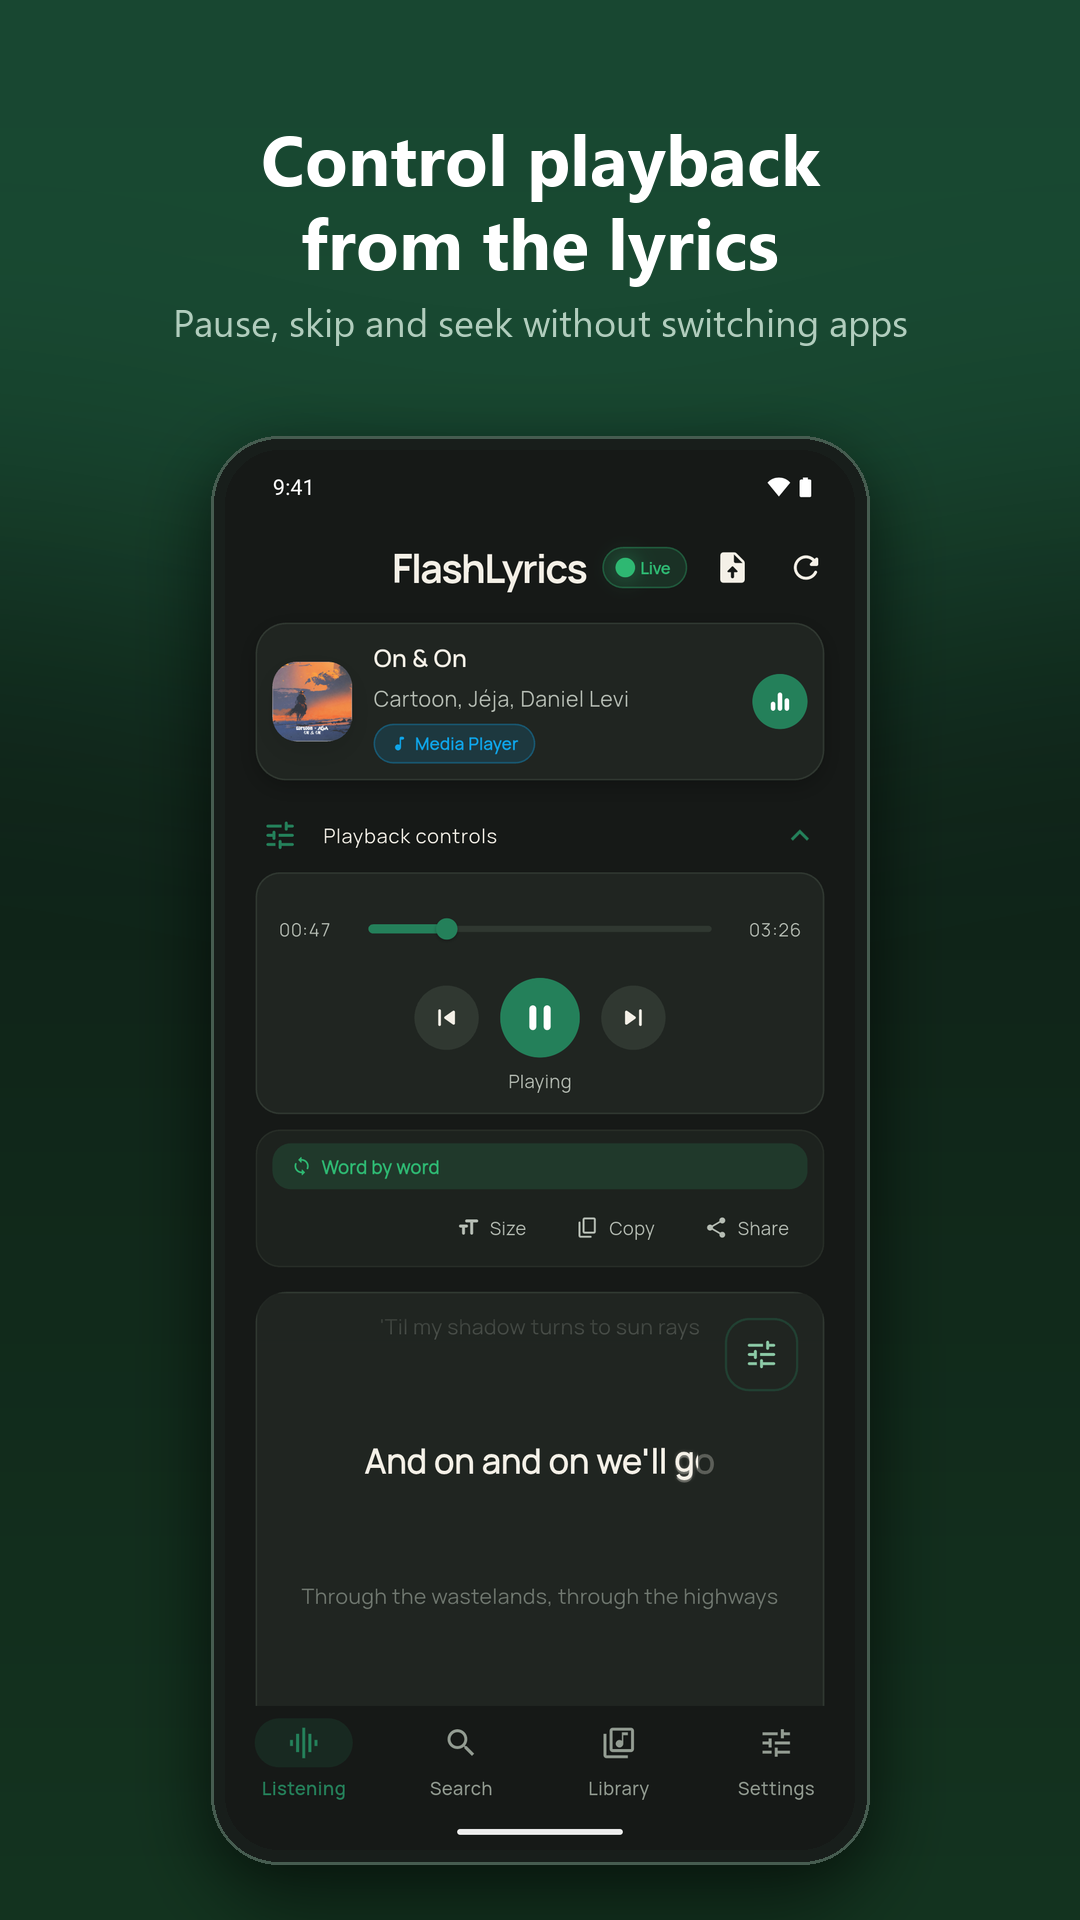 Control playback
from the lyrics
Pause, skip and seek without switching apps
9:41
FlashLyrics
Live
On & On
Cartoon, Jéja, Daniel Levi
Media Player
Playback controls
00:47
03:26
Playing
Word by word
Size
Copy
Share
'Til my shadow turns to sun rays
And on and on we'll go
Through the wastelands, through the highways
Listening
Search
Library
Settings